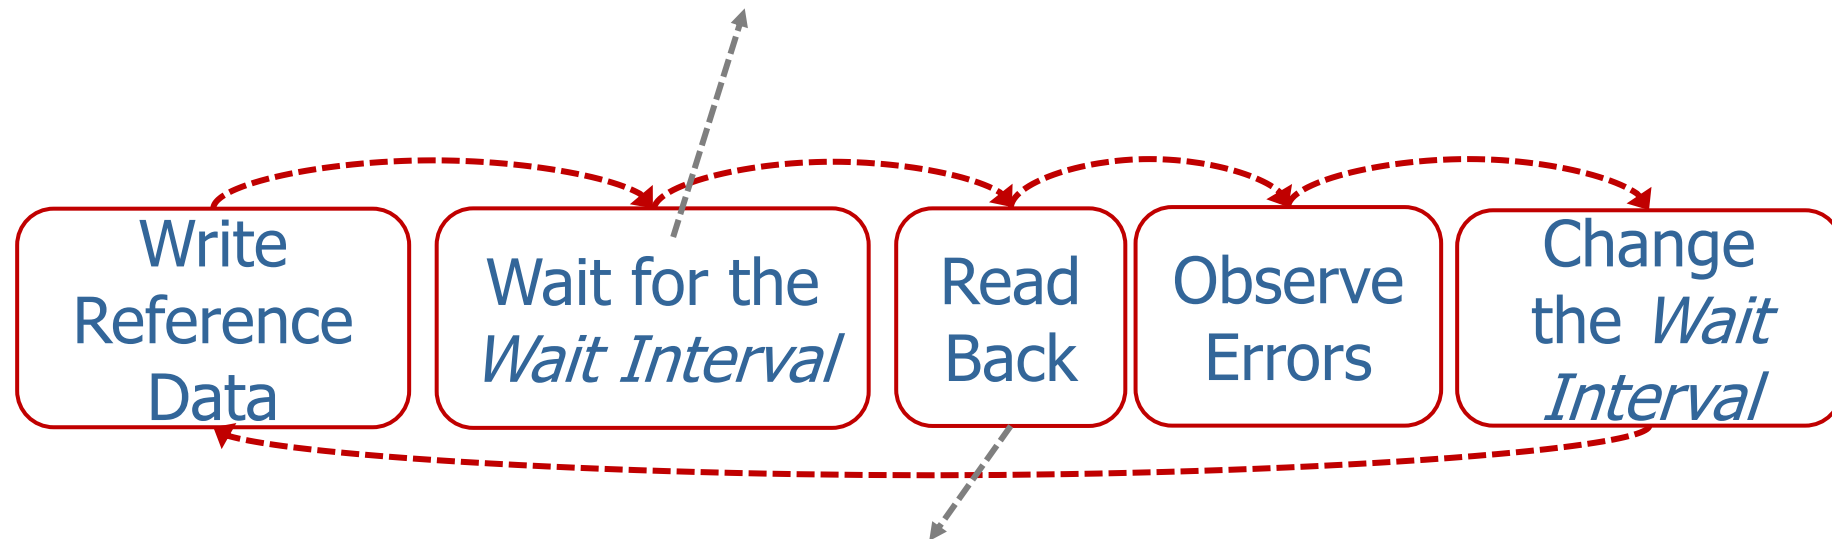 Write
Reference
Data
Wait for the
Wait Interval
Read
Back
Observe
Errors
Change
the Wait
Interval